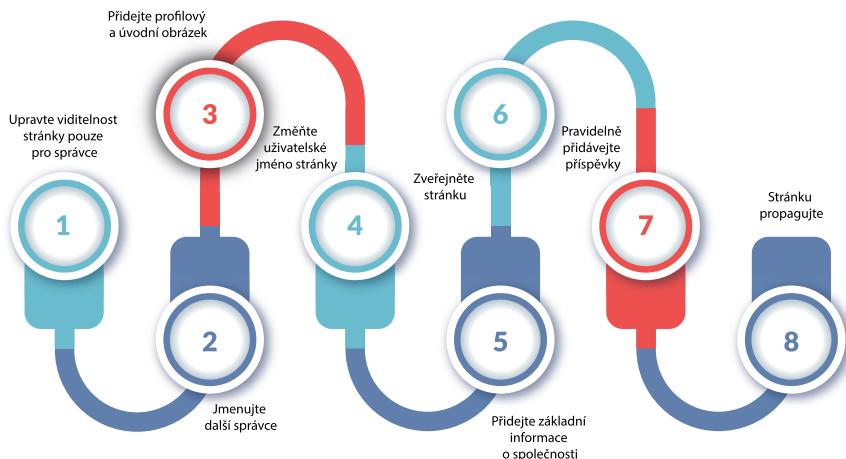 1
Upravte viditelnost
stránky pouze
pro správce
2
Jmenujte
další správce
3
Přidejte profilový
a úvodní obrázek
4
Změňte
uživatelské
jméno stránky
5
Přidejte základní
informace
o společnosti
6
Zveřejněte
stránku
7
Pravidelně
přidávejte
příspěvky
8
Stránku
propagujte